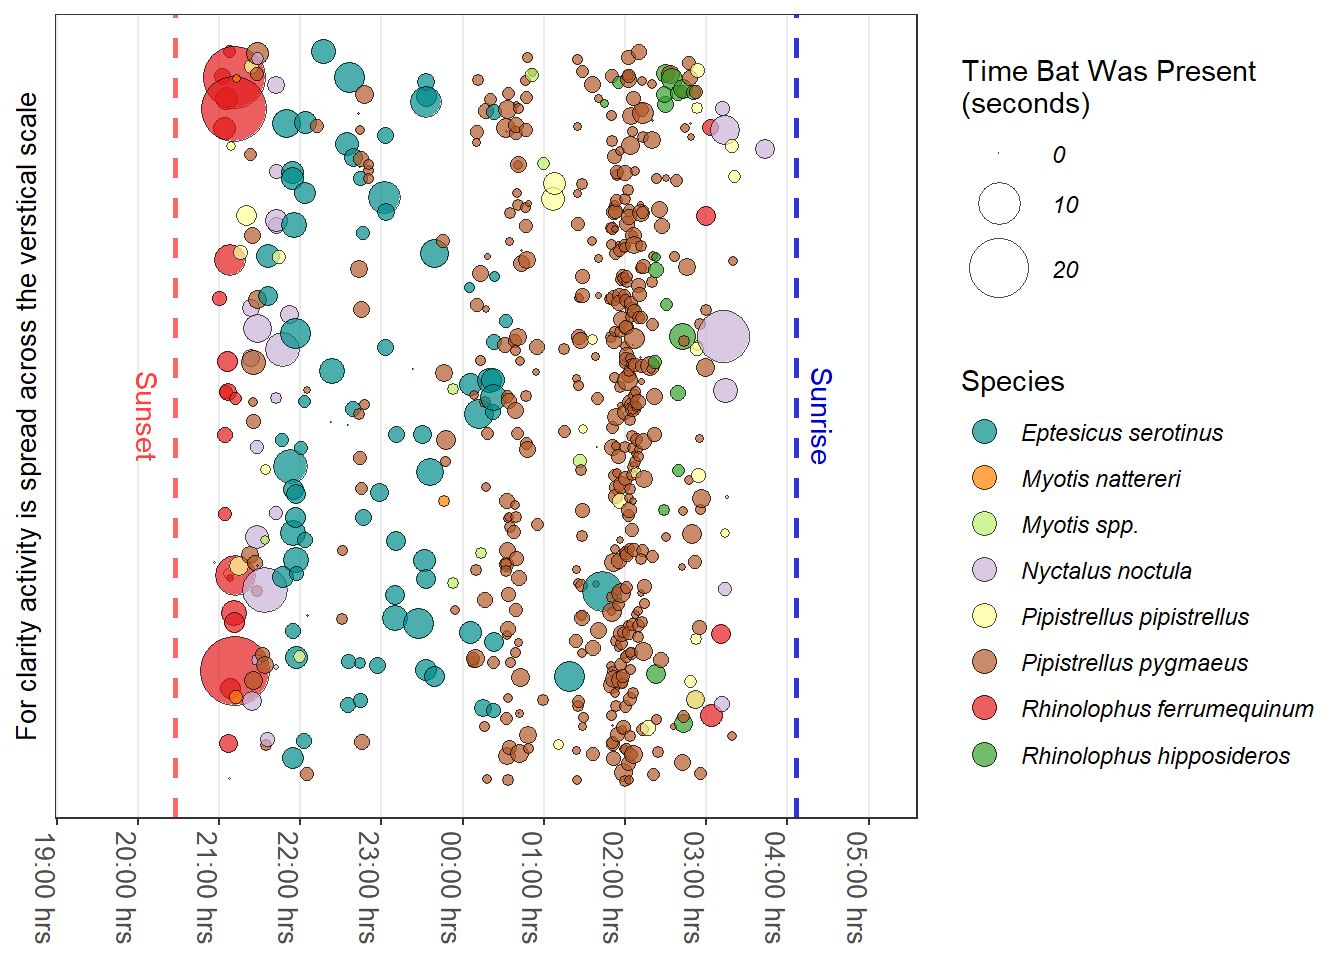 For clarity activity is spread across the verstical scale
Sunset
Sunrise
19:00 hrs
20:00 hrs
21:00 hrs
22:00 hrs
23:00 hrs
00:00 hrs
01:00 hrs
02:00 hrs
03:00 hrs
04:00 hrs
05:00 hrs
Time Bat Was Present
(seconds)
0
10
20
Species
Eptesicus serotinus
Myotis nattereri
Myotis spp.
Nyctalus noctula
Pipistrellus pipistrellus
Pipistrellus pygmaeus
Rhinolophus ferrumequinum
Rhinolophus hipposideros